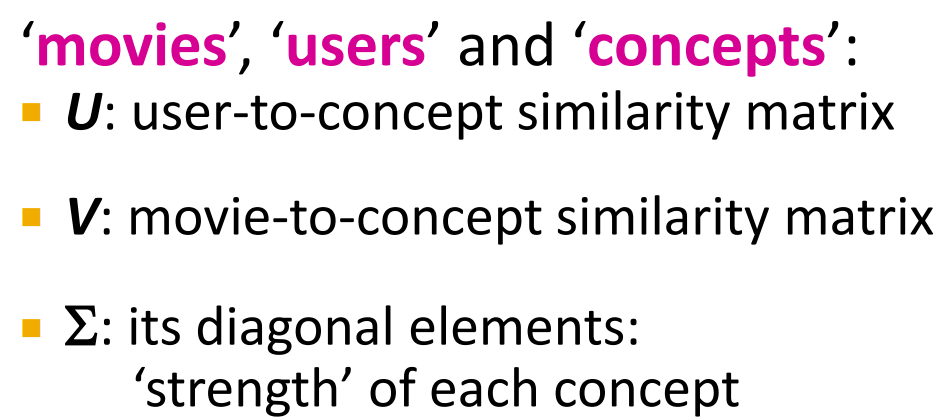 ‘movies’, ‘users’ and ‘concepts’:
▪ U: user-to-concept similarity matrix
▪ V: movie-to-concept similarity matrix
▪ Σ: its diagonal elements:
‘strength’ of each concept